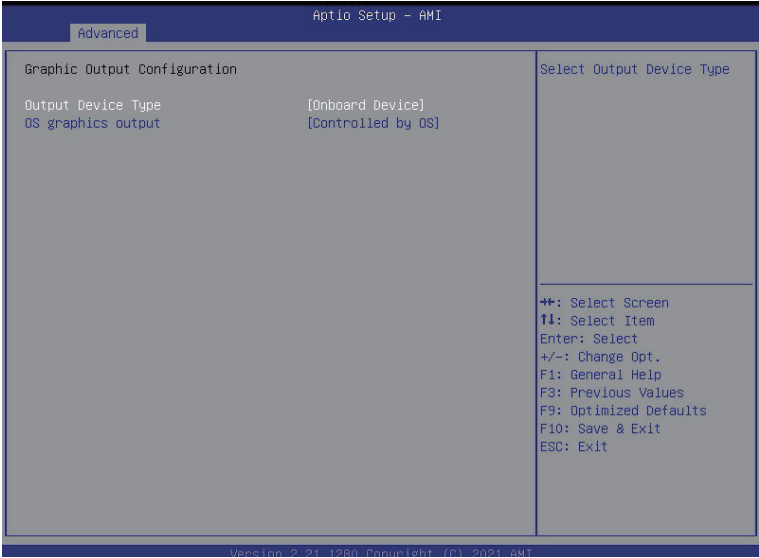 Aptio Setup - AMI
Advanced
Graphic Output Configuration
Output Device Type [Onboard Device]
OS graphics output [Controlled by OS]
Select Output Device Type
→←: Select Screen
↑↓: Select Item
Enter: Select
+/-: Change Opt.
F1: General Help
F3: Previous Values
F9: Optimized Defaults
F10: Save & Exit
ESC: Exit
Version 2.21.1280 Copyright (C) 2021 AMI